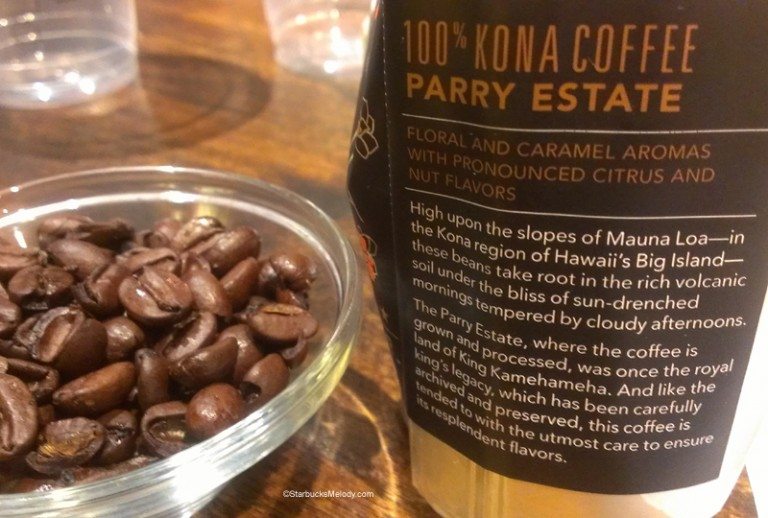 100% KONA COFFEE
PARRY ESTATE
FLORAL AND CARAMEL AROMAS
WITH PRONOUNCED CITRUS AND
NUT FLAVORS
High upon the slopes of Mauna Loa—in
the Kona region of Hawaii's Big Island—
these beans take root in the rich volcanic
soil under the bliss of sun-drenched
mornings tempered by cloudy afternoons.
The Parry Estate, where the coffee is
grown and processed, was once the royal
land of King Kamehameha. And like the
king's legacy, which has been carefully
archived and preserved, this coffee is
tended to with the utmost care to ensure
its resplendent flavors.
©StarbucksMelody.com